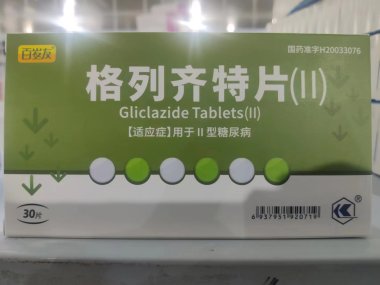 百岁友
国药准字H20033076
格列齐特片(II)
Gliclazide Tablets(II)
【适应症】用于II型糖尿病
30片
6937951920719